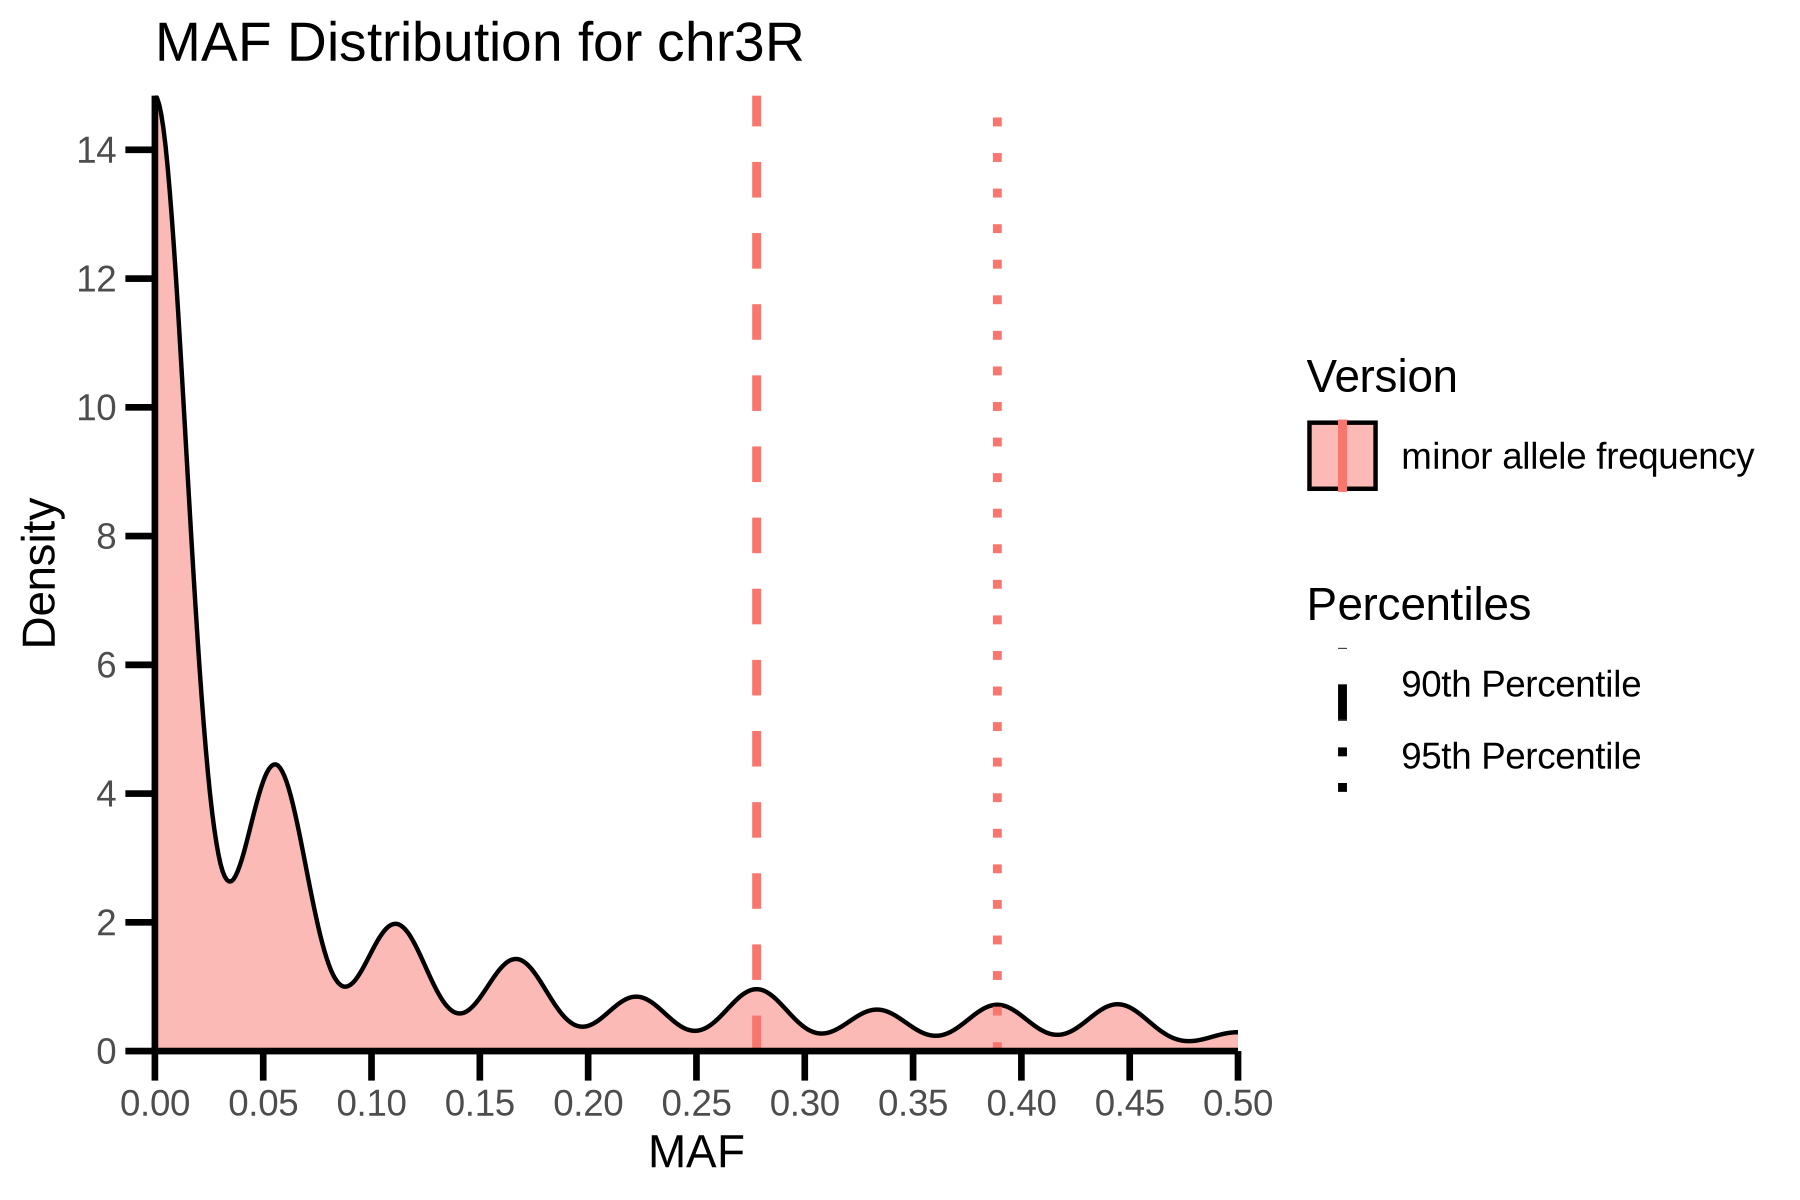 MAF Distribution for chr3R
Density
14
12
10
8
6
4
2
0
0.00 0.05 0.10 0.15 0.20 0.25 0.30 0.35 0.40 0.45 0.50
MAF
Version
minor allele frequency
Percentiles
90th Percentile
95th Percentile